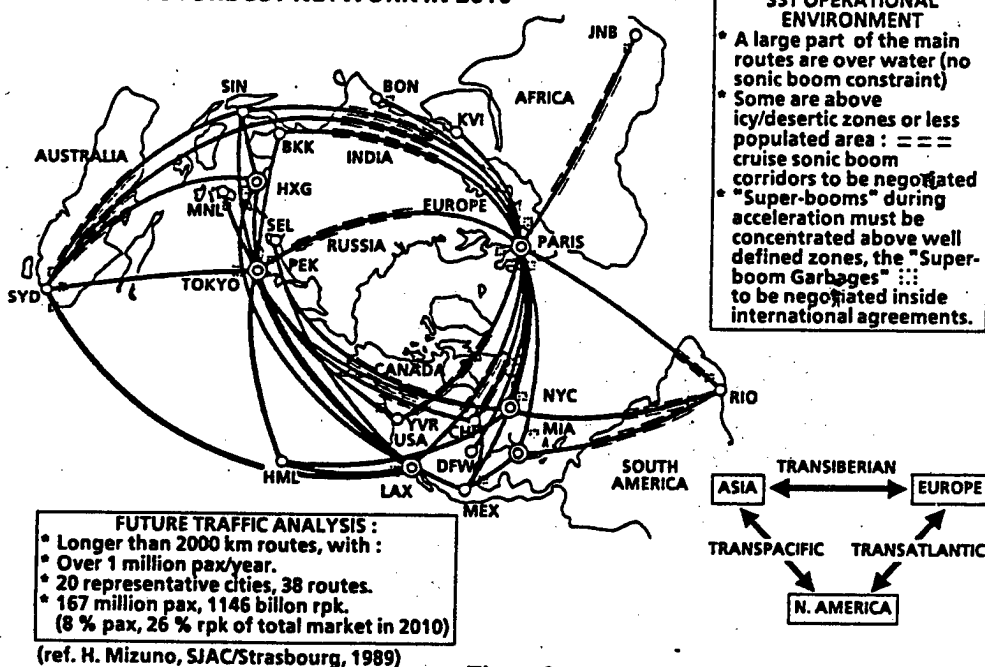 NETWORK IN 2010
SST OPERATIONAL
ENVIRONMENT
* A large part of the main
routes are over water (no
sonic boom constraint)
* Some are above
icy/desertic zones or less
populated area : ===
cruise sonic boom
corridors to be negotiated
* "Super-booms" during
acceleration must be
concentrated above well
defined zones, the "Super-
boom Garbages"
to be negotiated inside
international agreements.
JNB
SIN
BON
AFRICA
KVI
BKK
AUSTRALIA
INDIA
HXG
MNL
EUROPE
SEL
RUSSIA
PARIS
PEK
TOKYO
SYD
CANADA
NYC
RIO
YVR
USA
CHI
MIA
DFW
HML
LAX
MEX
SOUTH
AMERICA
TRANSIBERIAN
ASIA
EUROPE
TRANSPACIFIC
TRANSATLANTIC
N. AMERICA
FUTURE TRAFFIC ANALYSIS :
* Longer than 2000 km routes, with :
* Over 1 million pax/year.
* 20 representative cities, 38 routes.
* 167 million pax, 1146 billon rpk.
(8 % pax, 26 % rpk of total market in 2010)
(ref. H. Mizuno, SJAC/Strasbourg, 1989)